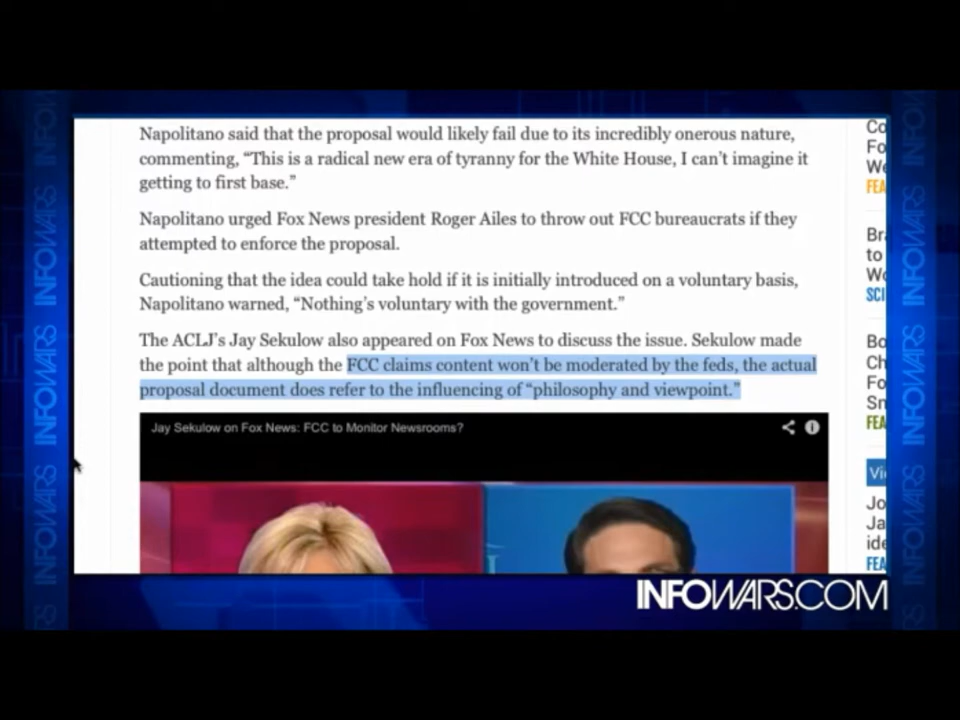 Napolitano said that the proposal would likely fail due to its incredibly onerous nature,
commenting, “This is a radical new era of tyranny for the White House, I can’t imagine it
getting to first base.”
Napolitano urged Fox News president Roger Ailes to throw out FCC bureaucrats if they
attempted to enforce the proposal.
Cautioning that the idea could take hold if it is initially introduced on a voluntary basis,
Napolitano warned, “Nothing’s voluntary with the government.”
The ACLJ’s Jay Sekulow also appeared on Fox News to discuss the issue. Sekulow made
the point that although the FCC claims content won’t be moderated by the feds, the actual
proposal document does refer to the influencing of “philosophy and viewpoint.”
Jay Sekulow on Fox News: FCC to Monitor Newsrooms?
INFOWARS.COM
INFOWARS
INFOWARS
INFOWARS
INFOWARS
INFOWARS
INFOWARS